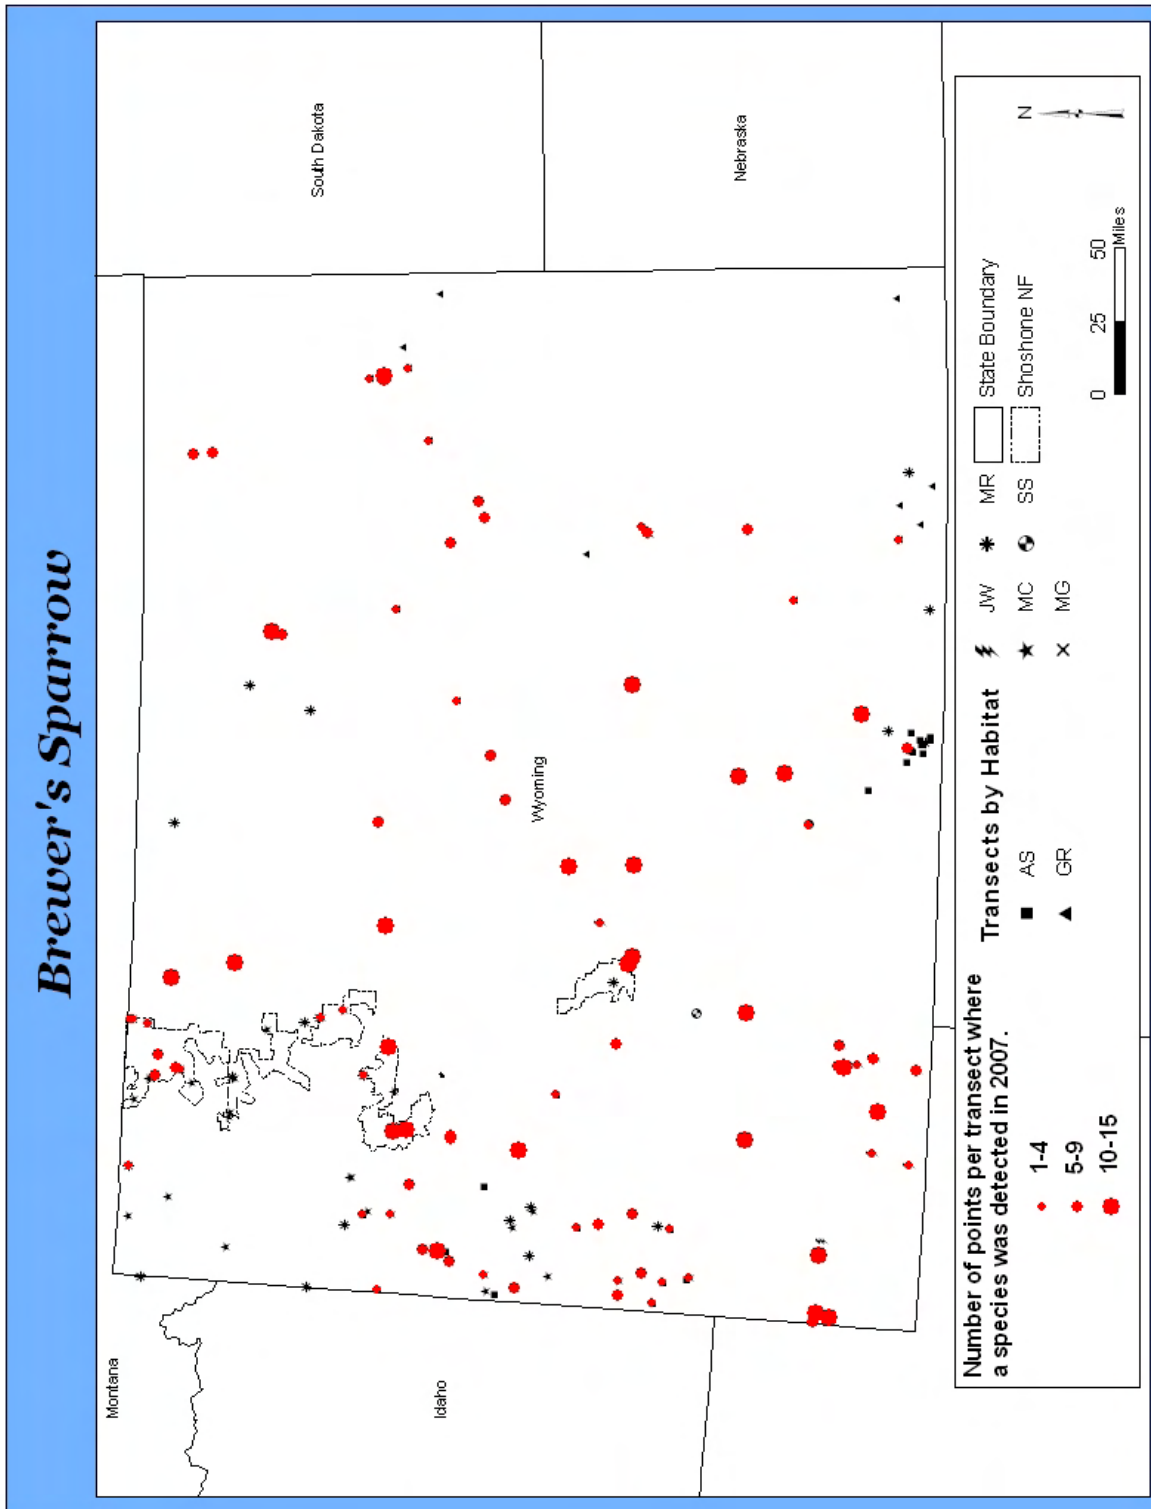 Brewer's Sparrow
Montana
Idaho
Wyoming
South Dakota
Nebraska
Number of points per transect where
a species was detected in 2007.
1-4
5-9
10-15
Transects by Habitat
AS
GR
JW
MC
MG
MR
SS
State Boundary
Shoshone NF
N
0 25 50
Miles